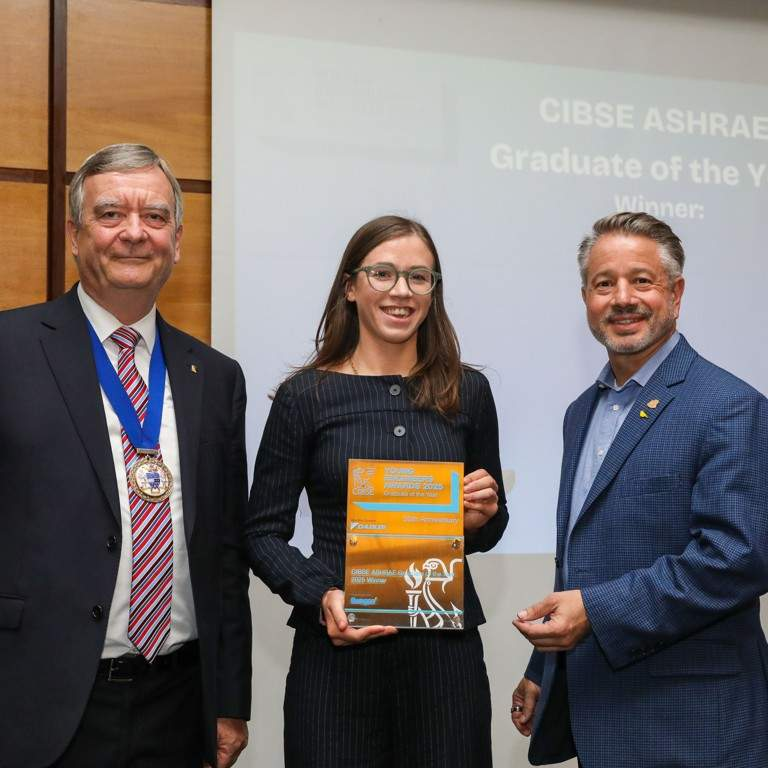 CIBSE ASHRAE
Graduate of the Y
Winner:
CIBSE
YOUNG
ENGINEERS
AWARDS 2025
Graduate of the Year
30th Anniversary
DAIKIN
CIBSE ASHRAE Gr
2025 Winner